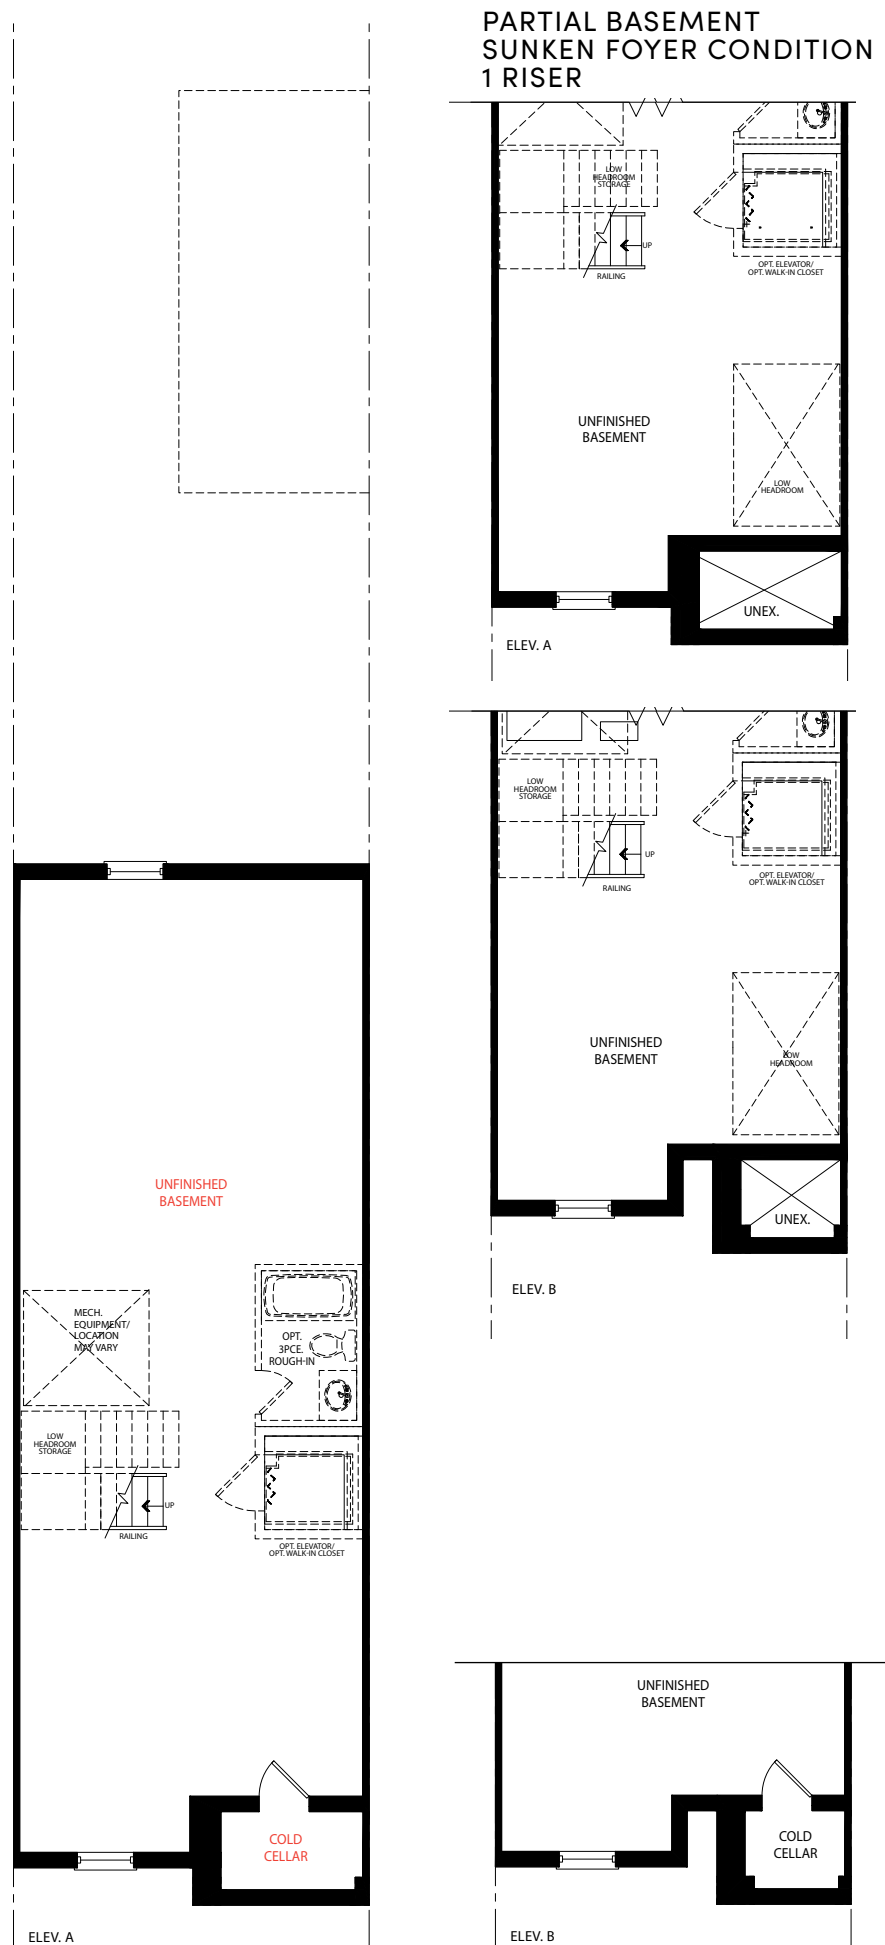 PARTIAL BASEMENT
SUNKEN FOYER CONDITION
1 RISER
LOW
HEADROOM
STORAGE
UP
RAILING
OPT. ELEVATOR/
OPT. WALK-IN CLOSET
UNFINISHED
BASEMENT
LOW
HEADROOM
UNEX.
ELEV. A
LOW
HEADROOM
STORAGE
UP
RAILING
OPT. ELEVATOR/
OPT. WALK-IN CLOSET
UNFINISHED
BASEMENT
LOW
HEADROOM
UNEX.
ELEV. B
UNFINISHED
BASEMENT
MECH.
EQUIPMENT/
LOCATION
MAY VARY
OPT.
3PCE.
ROUGH-IN
LOW
HEADROOM
STORAGE
UP
RAILING
OPT. ELEVATOR/
OPT. WALK-IN CLOSET
COLD
CELLAR
ELEV. A
UNFINISHED
BASEMENT
COLD
CELLAR
ELEV. B